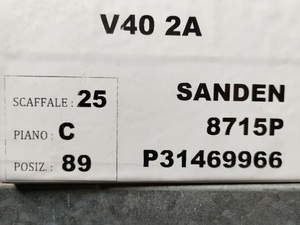 V40 2A
SCAFFALE : 25
PIANO : C
POSIZ. : 89
SANDEN
8715P
P31469966